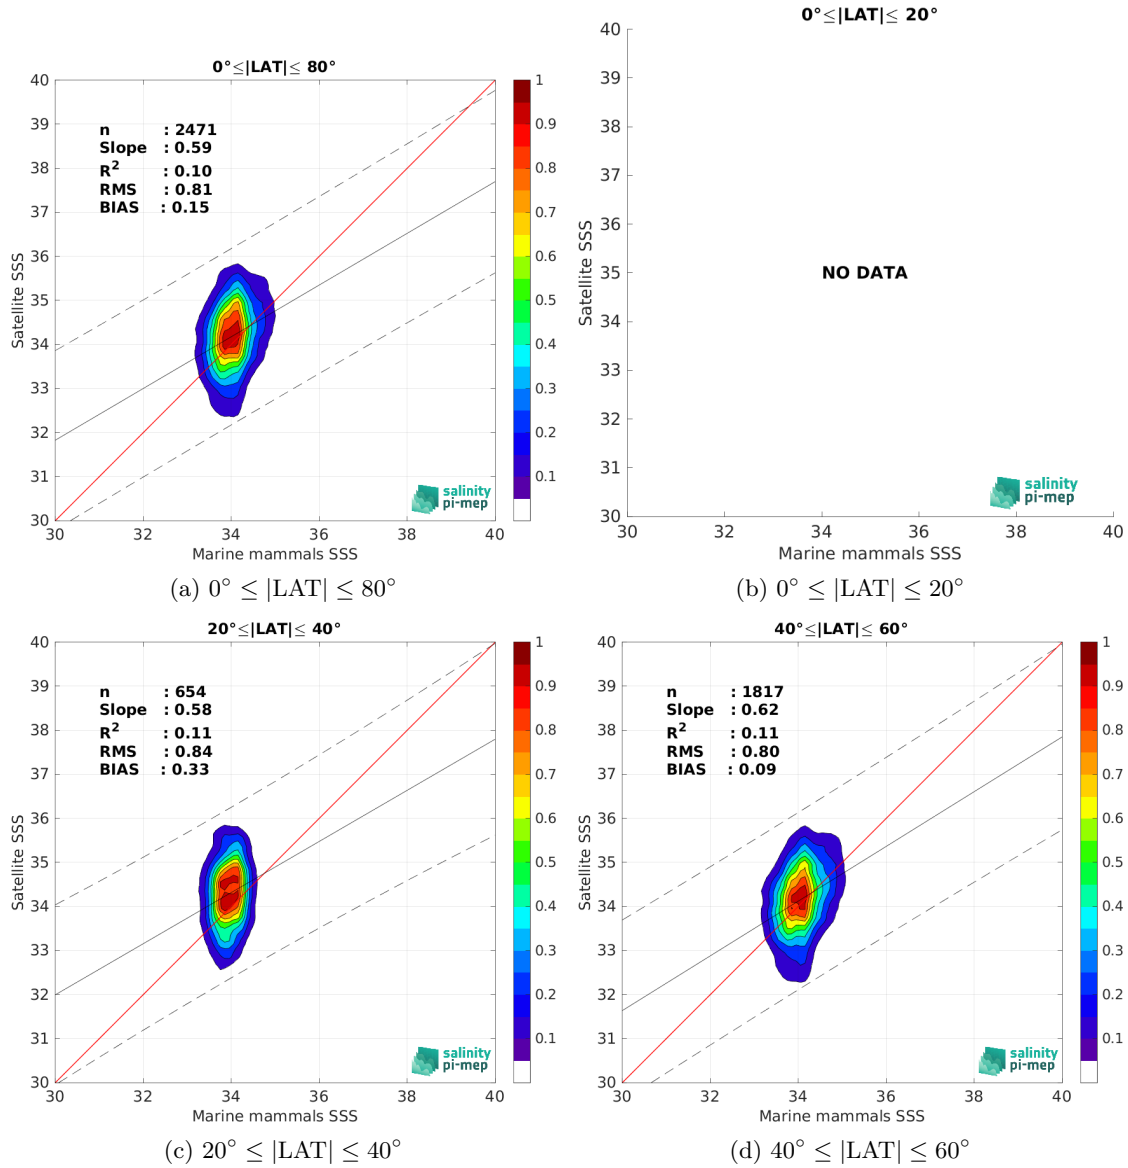 0°≤|LAT|≤ 80°
40
39
38
37
36
35
34
33
32
31
30
Satellite SSS
n : 2471
Slope : 0.59
R² : 0.10
RMS : 0.81
BIAS : 0.15
salinity
pi-mep
30 32 34 36 38 40
Marine mammals SSS
1
0.9
0.8
0.7
0.6
0.5
0.4
0.3
0.2
0.1
(a) 0° ≤ |LAT| ≤ 80°
0°≤|LAT|≤ 20°
40
39
38
37
36
35
34
33
32
31
30
Satellite SSS
NO DATA
salinity
pi-mep
30 32 34 36 38 40
Marine mammals SSS
(b) 0° ≤ |LAT| ≤ 20°
20°≤|LAT|≤ 40°
40
39
38
37
36
35
34
33
32
31
30
Satellite SSS
n : 654
Slope : 0.58
R² : 0.11
RMS : 0.84
BIAS : 0.33
salinity
pi-mep
30 32 34 36 38 40
Marine mammals SSS
1
0.9
0.8
0.7
0.6
0.5
0.4
0.3
0.2
0.1
(c) 20° ≤ |LAT| ≤ 40°
40°≤|LAT|≤ 60°
40
39
38
37
36
35
34
33
32
31
30
Satellite SSS
n : 1817
Slope : 0.62
R² : 0.11
RMS : 0.80
BIAS : 0.09
salinity
pi-mep
30 32 34 36 38 40
Marine mammals SSS
1
0.9
0.8
0.7
0.6
0.5
0.4
0.3
0.2
0.1
(d) 40° ≤ |LAT| ≤ 60°